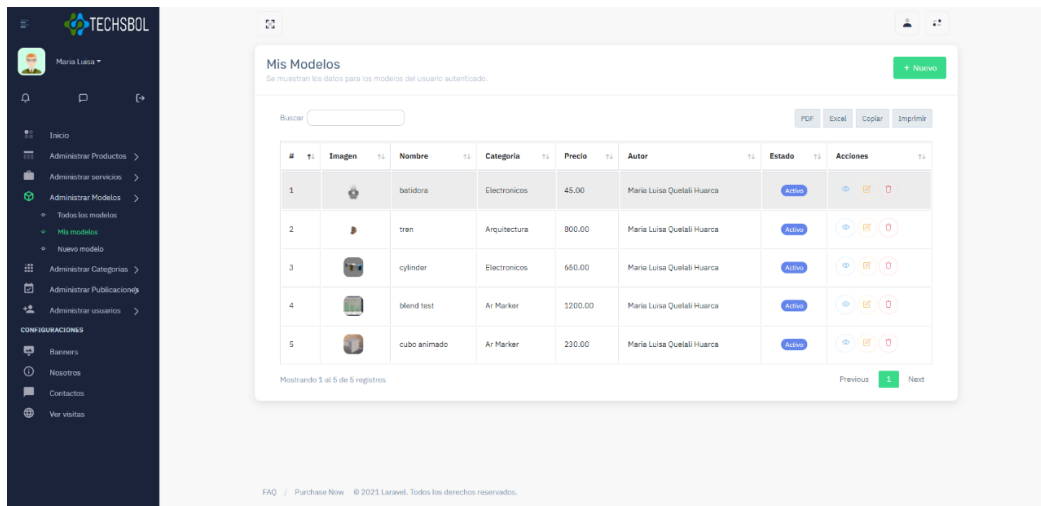 TECHSBOL
Maria Luisa
Inicio
Administrar Productos
Administrar servicios
Administrar Modelos
Todos los modelos
Mis modelos
Nuevo modelo
Administrar Categorias
Administrar Publicaciones
Administrar usuarios
CONFIGURACIONES
Banners
Nosotros
Contactos
Ver visitas
Mis Modelos
+ Nuevo
Se muestran los datos para los modelos del usuario autenticado.
Buscar
PDF Excel Copiar Imprimir
# Imagen Nombre Categoria Precio Autor Estado Acciones
1 batidora Electronicos 45.00 Maria Luisa Quelali Huarca Activo
2 tren Arquitectura 800.00 Maria Luisa Quelali Huarca Activo
3 cylinder Electronicos 660.00 Maria Luisa Quelali Huarca Activo
4 blend test Ar Marker 1200.00 Maria Luisa Quelali Huarca Activo
5 cubo animado Ar Marker 230.00 Maria Luisa Quelali Huarca Activo
Mostrando 1 al 5 de 5 registros
Previous 1 Next
FAQ / Purchase Now © 2021 Laravel. Todos los derechos reservados.